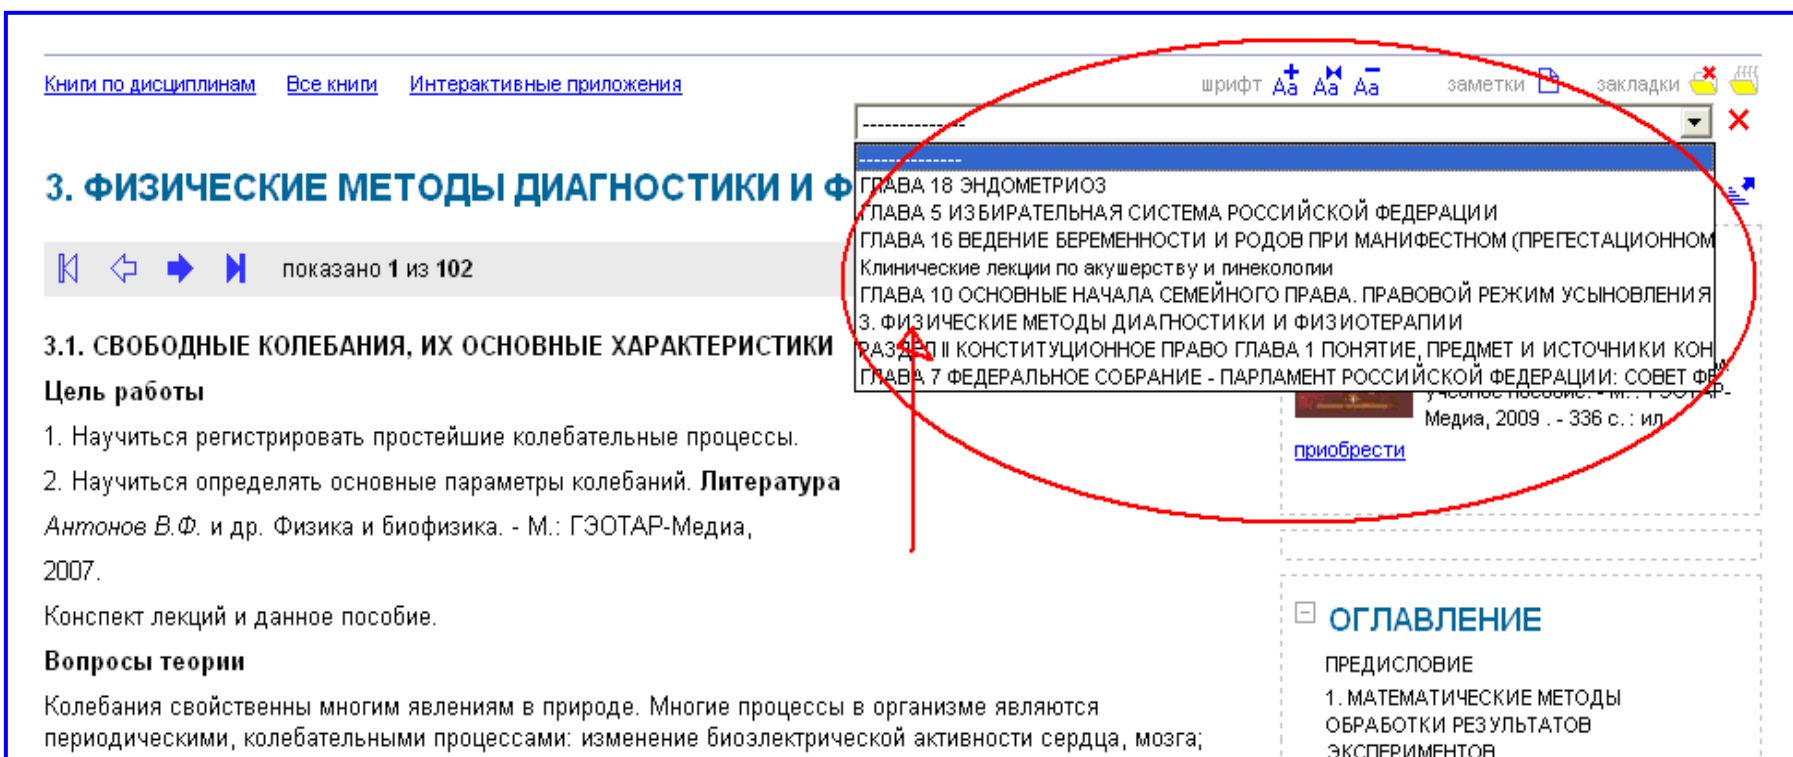 Книги по дисциплинам Все книги Интерактивные приложения шрифт Aa Aa Aa заметки закладки
---------------
3. ФИЗИЧЕСКИЕ МЕТОДЫ ДИАГНОСТИКИ И Ф
---------------
ГЛАВА 18 ЭНДОМЕТРИОЗ
ГЛАВА 5 ИЗБИРАТЕЛЬНАЯ СИСТЕМА РОССИЙСКОЙ ФЕДЕРАЦИИ
ГЛАВА 16 ВЕДЕНИЕ БЕРЕМЕННОСТИ И РОДОВ ПРИ МАНИФЕСТНОМ (ПРЕГЕСТАЦИОННОМ
Клинические лекции по акушерству и гинекологии
ГЛАВА 10 ОСНОВНЫЕ НАЧАЛА СЕМЕЙНОГО ПРАВА. ПРАВОВОЙ РЕЖИМ УСЫНОВЛЕНИЯ
3. ФИЗИЧЕСКИЕ МЕТОДЫ ДИАГНОСТИКИ И ФИЗИОТЕРАПИИ
РАЗДЕЛ II КОНСТИТУЦИОННОЕ ПРАВО ГЛАВА 1 ПОНЯТИЕ, ПРЕДМЕТ И ИСТОЧНИКИ КОН
ГЛАВА 7 ФЕДЕРАЛЬНОЕ СОБРАНИЕ - ПАРЛАМЕНТ РОССИЙСКОЙ ФЕДЕРАЦИИ: СОВЕТ ФЕ
показано 1 из 102
3.1. СВОБОДНЫЕ КОЛЕБАНИЯ, ИХ ОСНОВНЫЕ ХАРАКТЕРИСТИКИ
Цель работы
1. Научиться регистрировать простейшие колебательные процессы.
2. Научиться определять основные параметры колебаний. Литература
Антонов В.Ф. и др. Физика и биофизика. - М.: ГЭОТАР-Медиа,
2007.
Конспект лекций и данное пособие.
Вопросы теории
Колебания свойственны многим явлениям в природе. Многие процессы в организме являются
периодическими, колебательными процессами: изменение биоэлектрической активности сердца, мозга;
учебное пособие. - М. : ГЭОТАР-
Медиа, 2009 . - 336 с. : ил.
приобрести
ОГЛАВЛЕНИЕ
ПРЕДИСЛОВИЕ
1. МАТЕМАТИЧЕСКИЕ МЕТОДЫ
ОБРАБОТКИ РЕЗУЛЬТАТОВ
ЭКСПЕРИМЕНТОВ